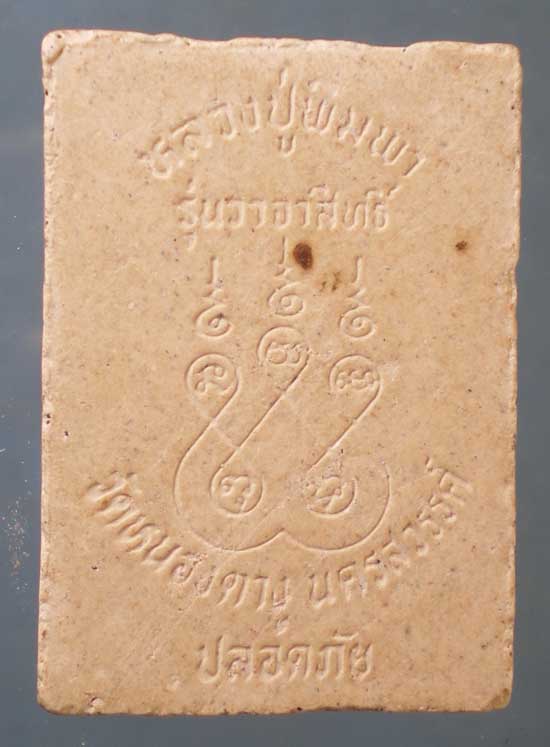 หลวงปู่พิมพา
รุ่นวาจาสิทธิ์
วัดหนองตางู นครสวรรค์
ปลอดภัย